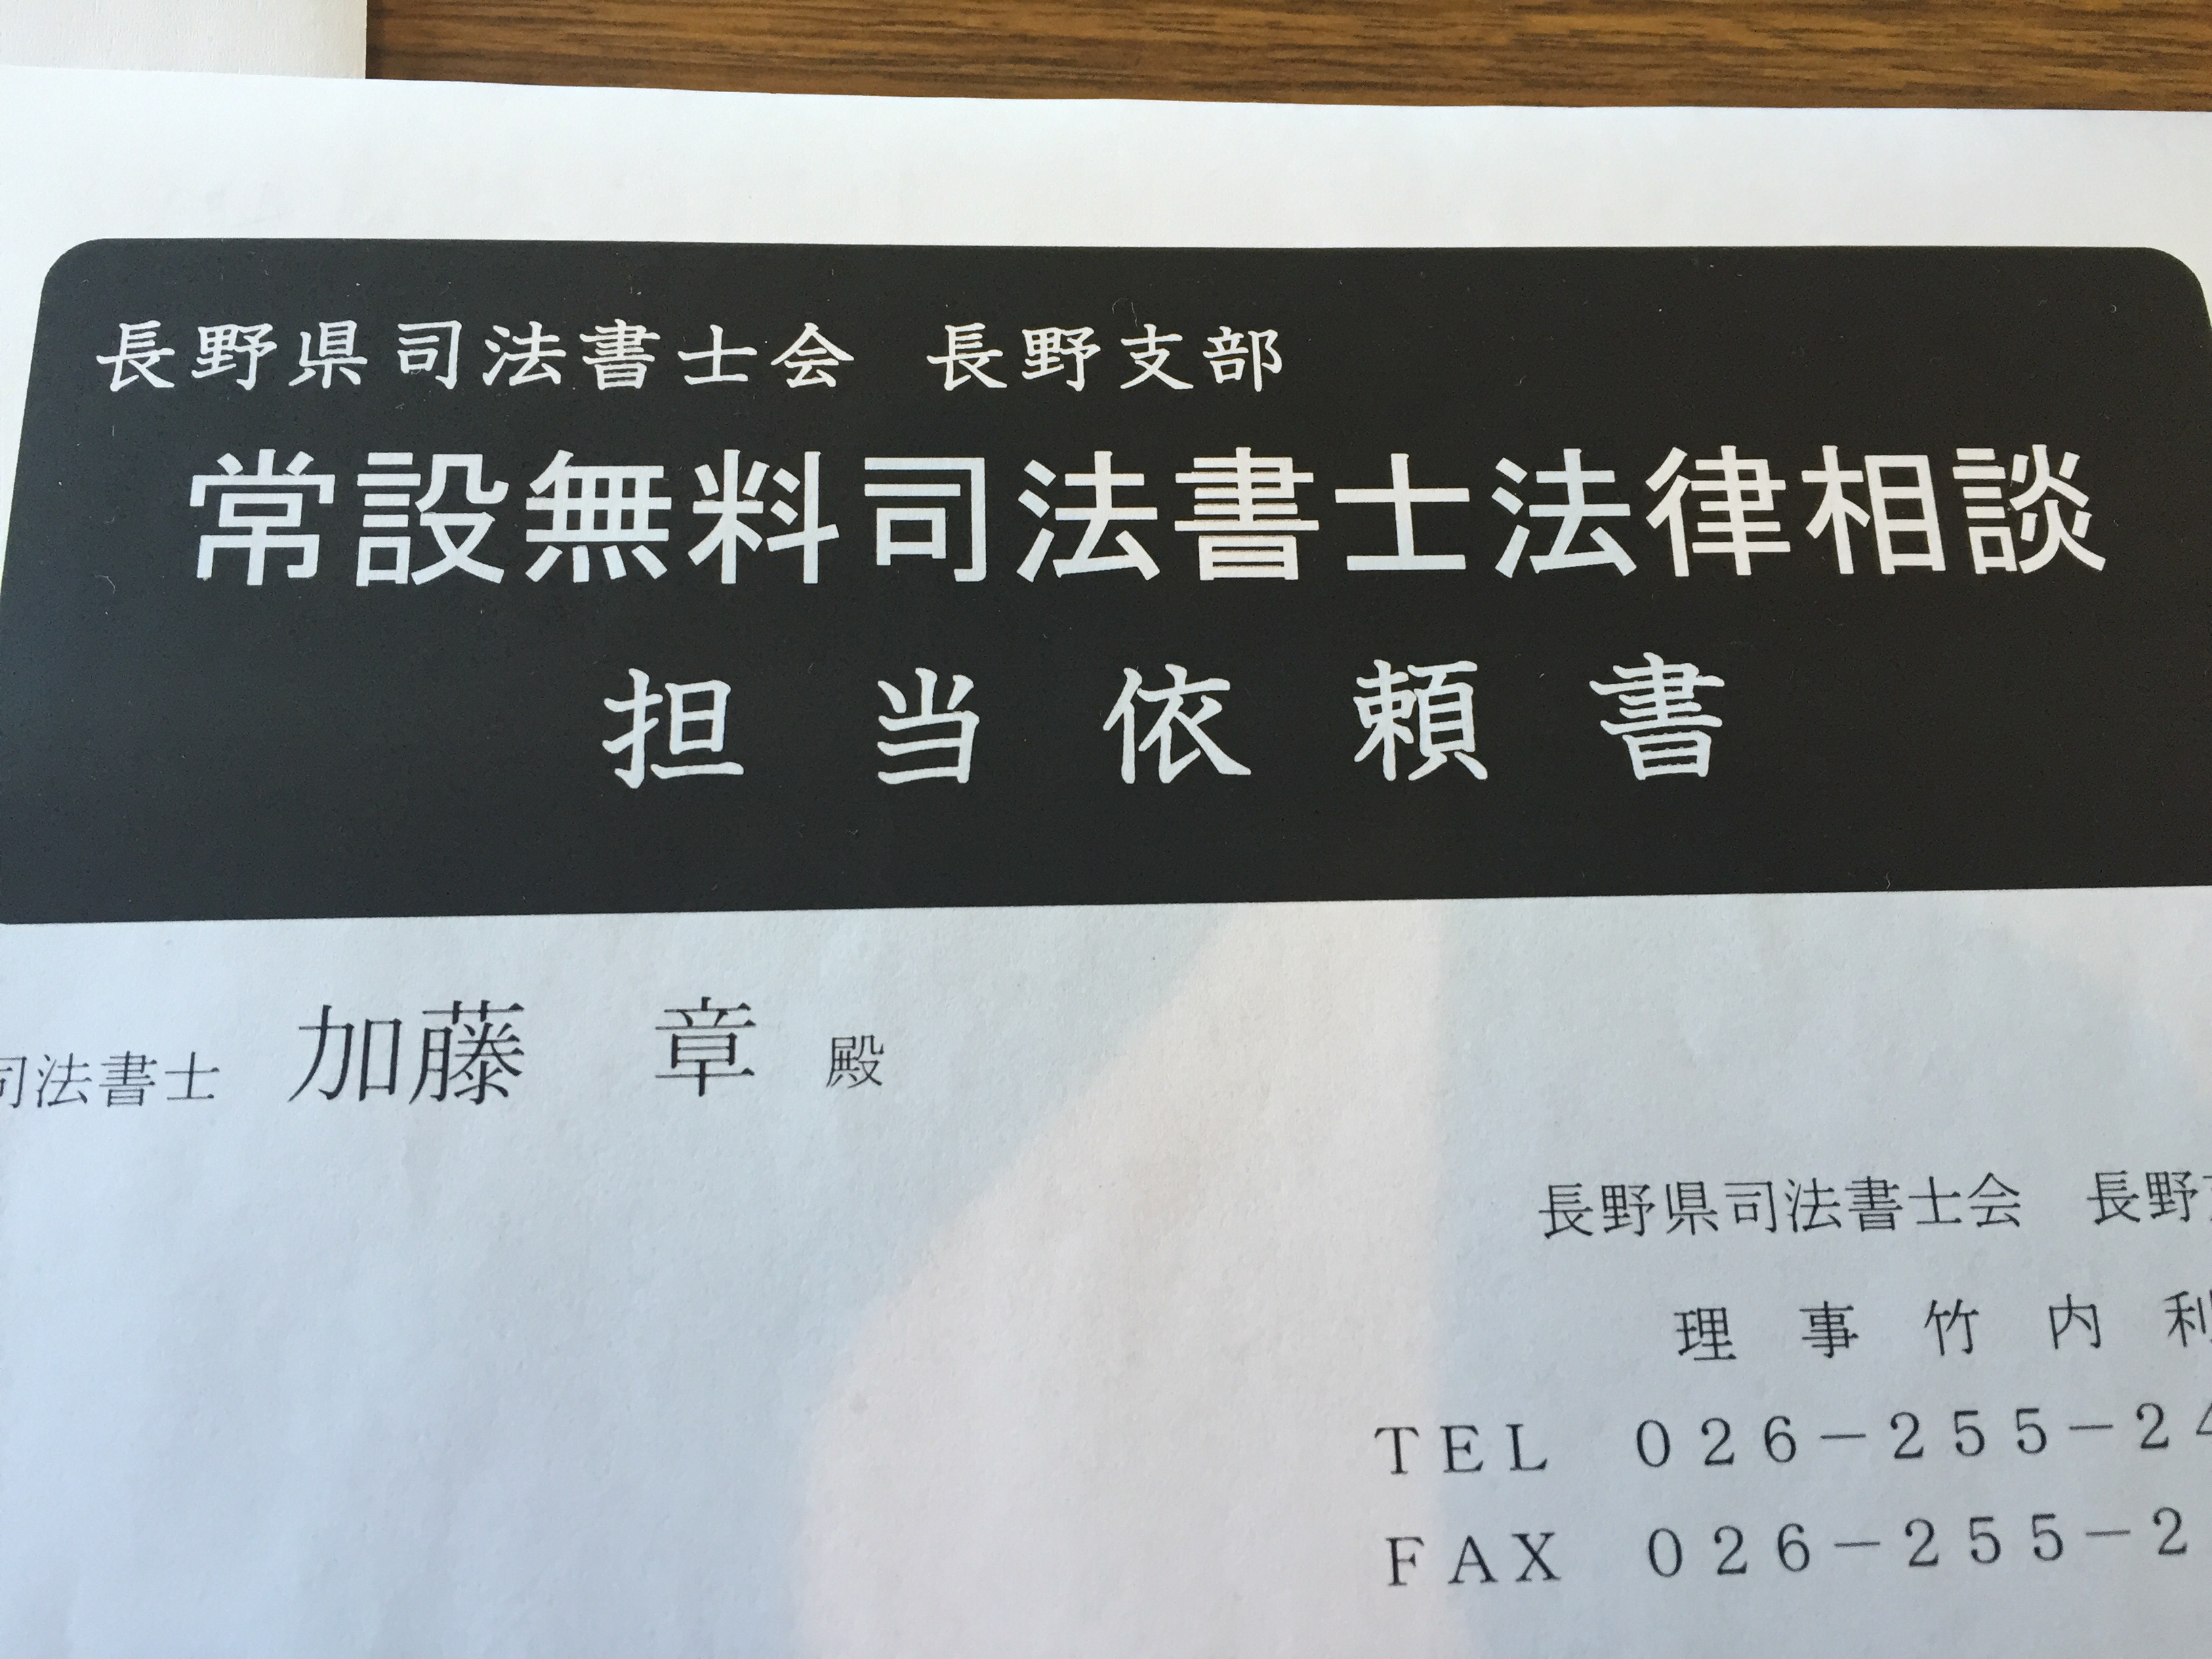 長野県司法書士会　長野支部
常設無料司法書士法律相談
担当依頼書
司法書士　加藤　章　殿
長野県司法書士会　長野
理事竹内利
ＴＥＬ　０２６－２５５－２４
ＦＡＸ　０２６－２５５－２